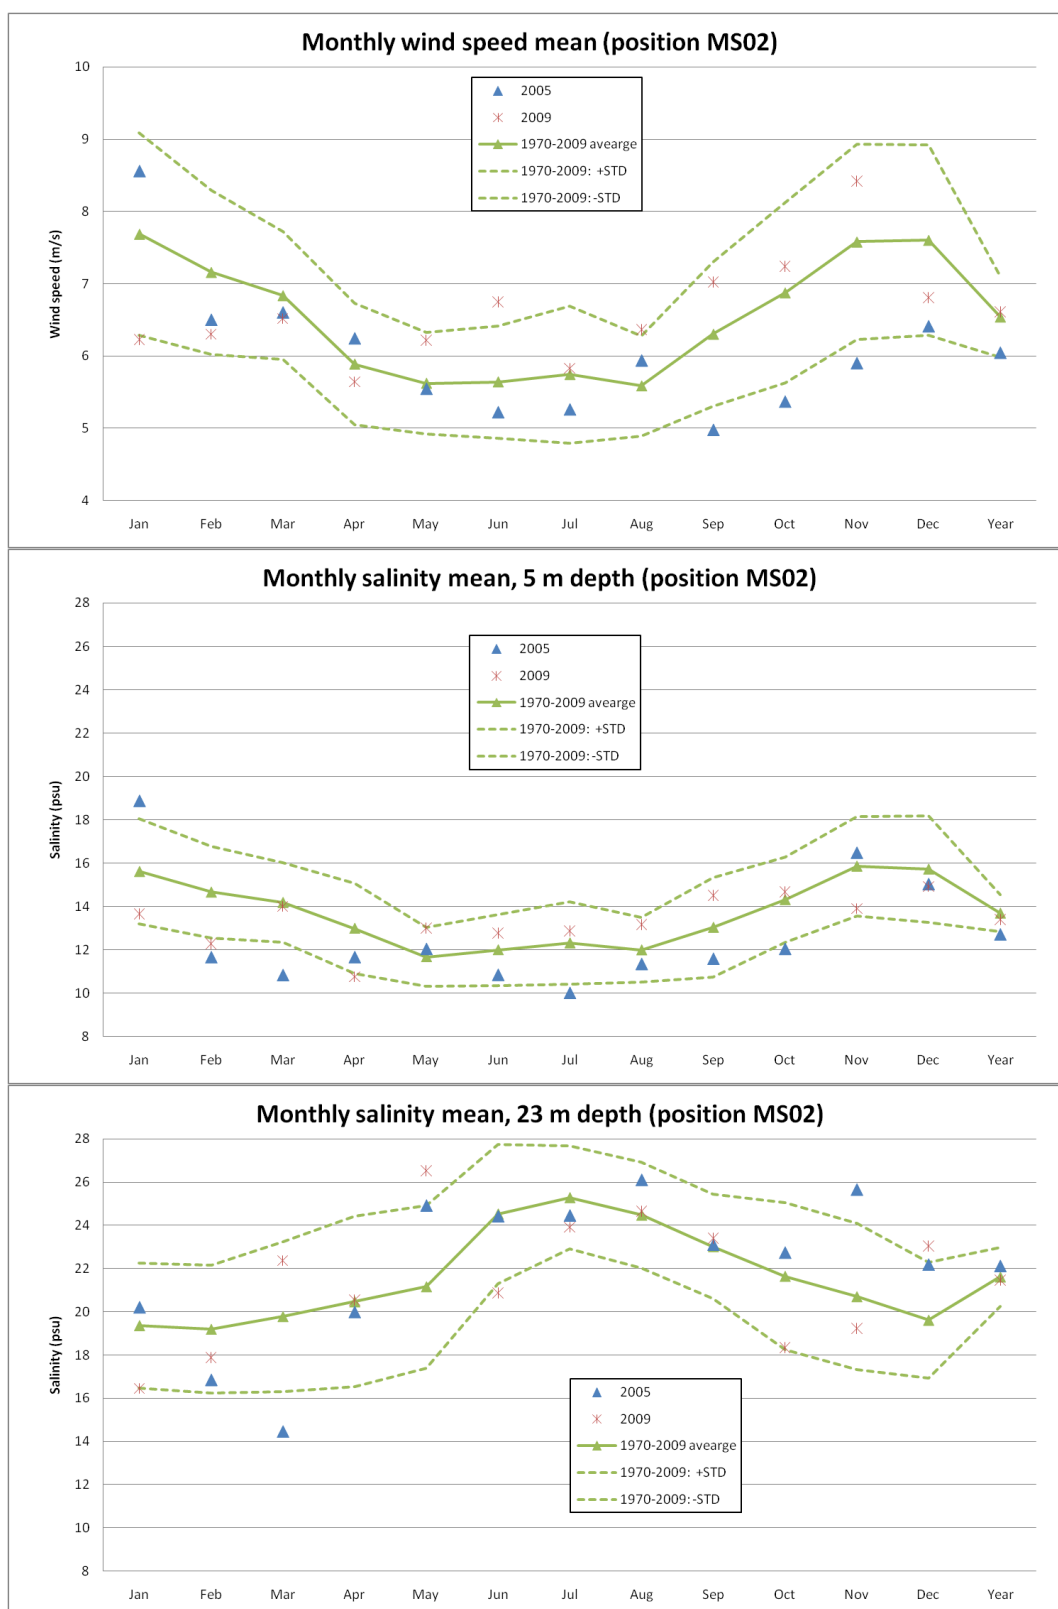 Monthly wind speed mean (position MS02)
10
9
8
7
6
5
4
Wind speed (m/s)
2005
2009
1970-2009 avearge
1970-2009: +STD
1970-2009: -STD
Jan Feb Mar Apr May Jun Jul Aug Sep Oct Nov Dec Year
Monthly salinity mean, 5 m depth (position MS02)
28
26
24
22
20
18
16
14
12
10
8
Salinity (psu)
2005
2009
1970-2009 avearge
1970-2009: +STD
1970-2009: -STD
Jan Feb Mar Apr May Jun Jul Aug Sep Oct Nov Dec Year
Monthly salinity mean, 23 m depth (position MS02)
28
26
24
22
20
18
16
14
12
10
8
Salinity (psu)
2005
2009
1970-2009 avearge
1970-2009: +STD
1970-2009: -STD
Jan Feb Mar Apr May Jun Jul Aug Sep Oct Nov Dec Year